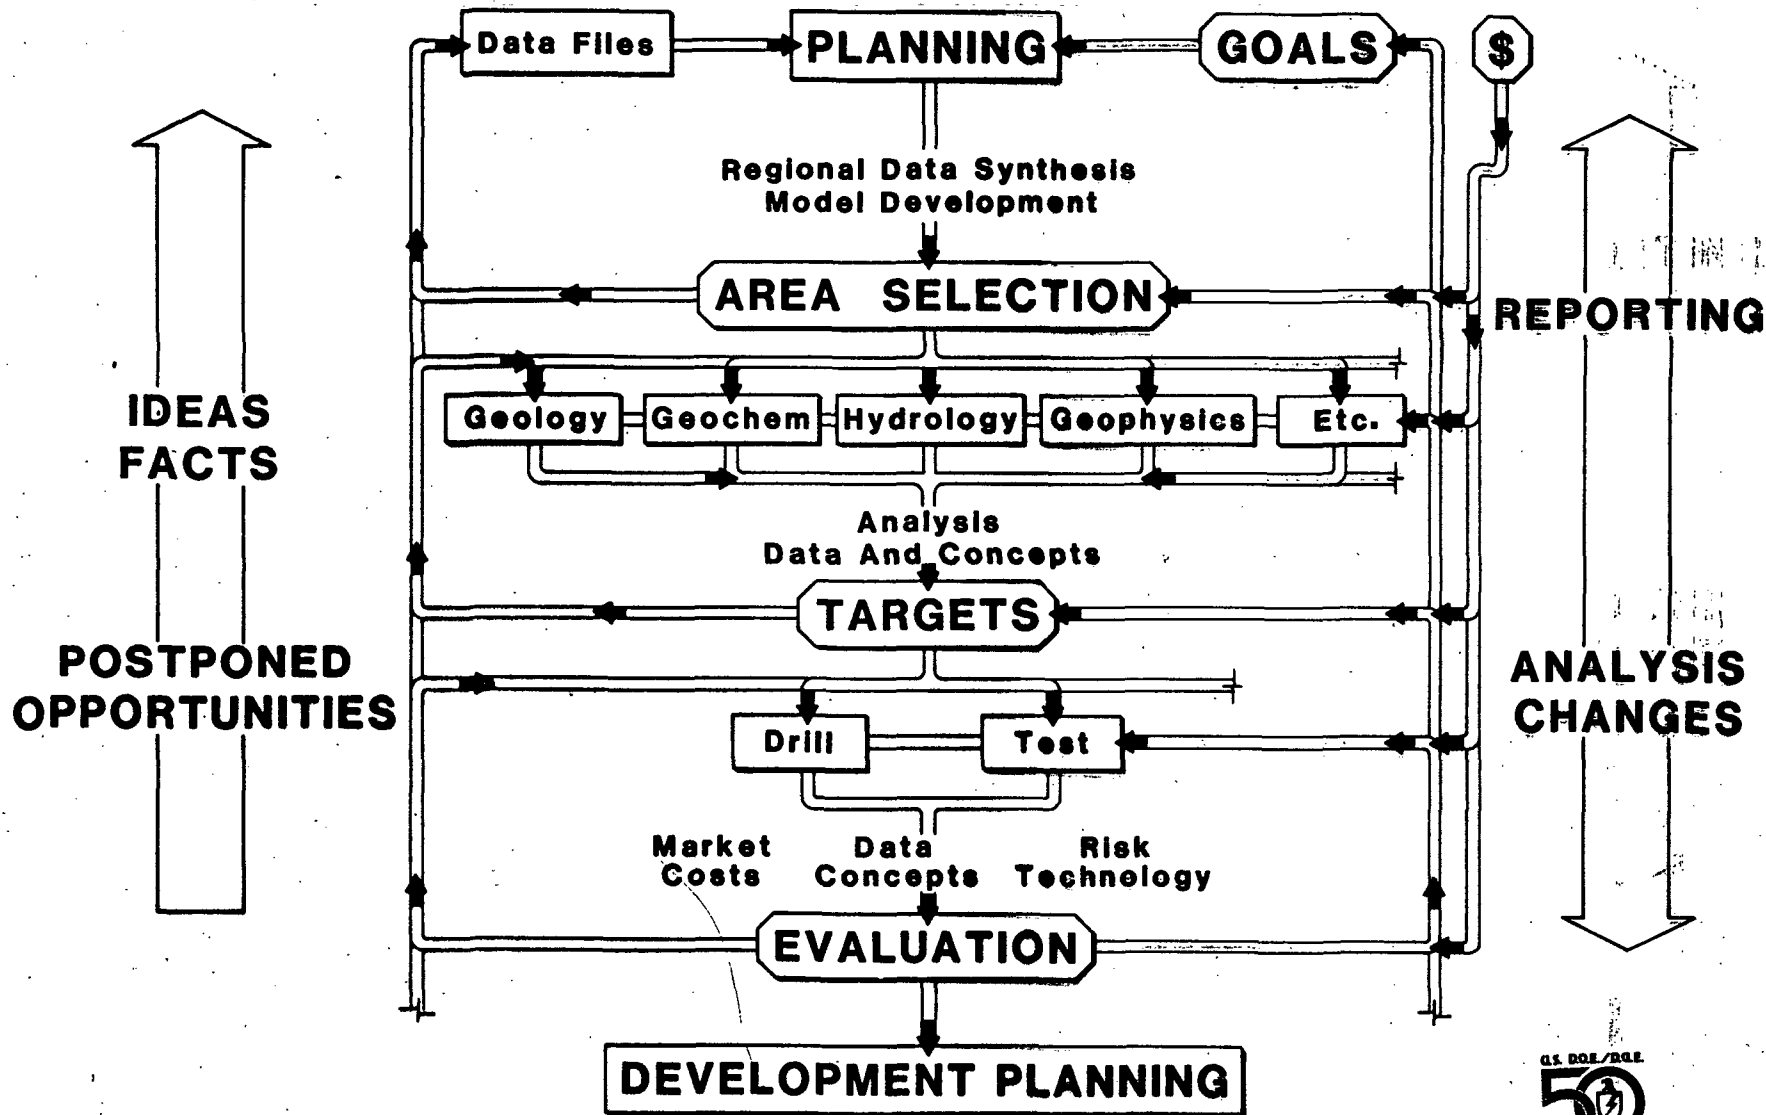 Data Files
PLANNING
GOALS
$
Regional Data Synthesis
Model Development
AREA SELECTION
REPORTING
IDEAS
FACTS
Geology
Geochem
Hydrology
Geophysics
Etc.
Analysis
Data And Concepts
TARGETS
POSTPONED
OPPORTUNITIES
ANALYSIS
CHANGES
Drill
Test
Market
Costs
Data
Concepts
Risk
Technology
EVALUATION
DEVELOPMENT PLANNING
U.S. D.O.E./D.G.E.
50